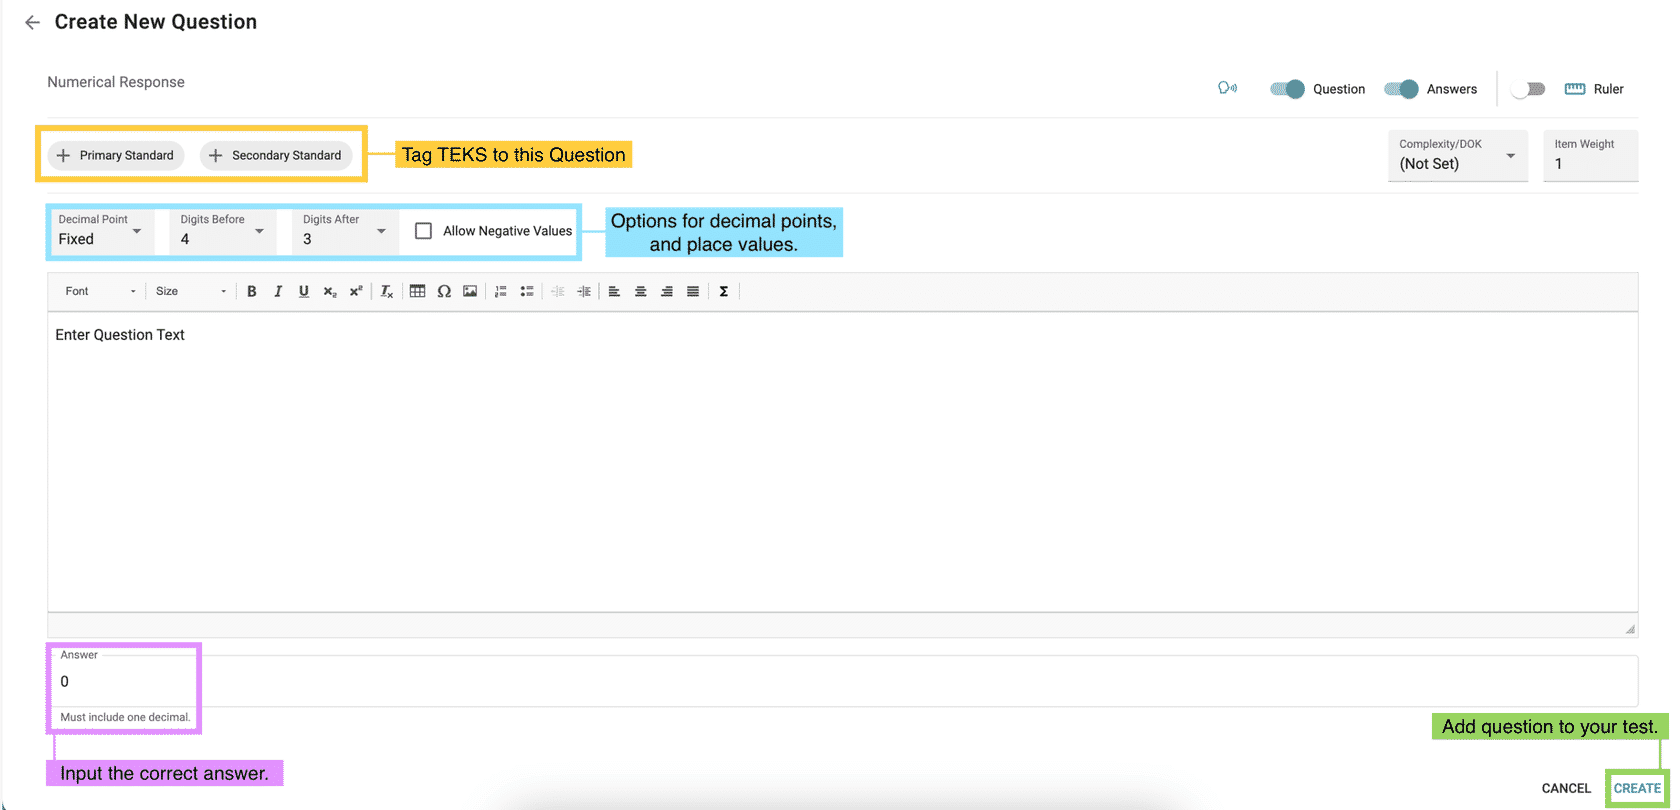 Create New Question
Numerical Response
Question
Answers
Ruler
Primary Standard
Secondary Standard
Tag TEKS to this Question
Complexity/DOK
(Not Set)
Item Weight
1
Decimal Point
Fixed
Digits Before
4
Digits After
3
Allow Negative Values
Options for decimal points,
and place values.
Font
Size
B I U x₂ xᵉ Iₓ Ω Σ
Enter Question Text
Answer
0
Must include one decimal.
Input the correct answer.
Add question to your test.
CANCEL
CREATE